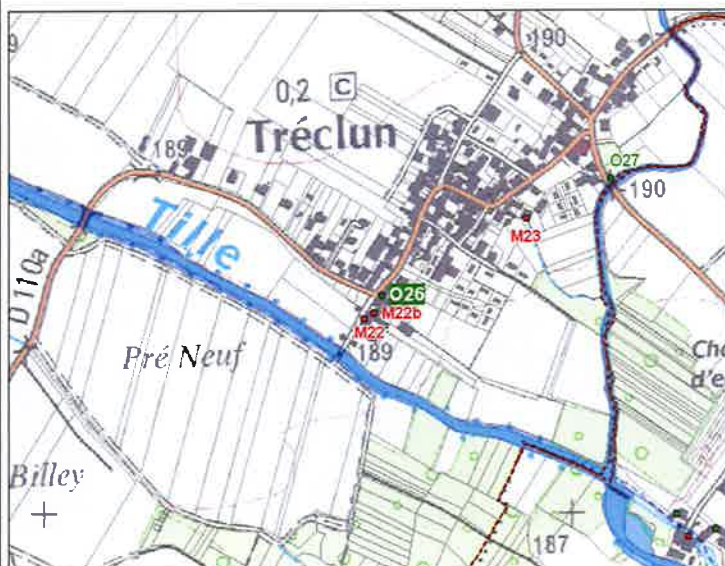 190
0,2 C
Tréclun
189
O27
190
Tille
M23
D 110a
O26
M22b
M22
189
Pré Neuf
d'e
Billey
187